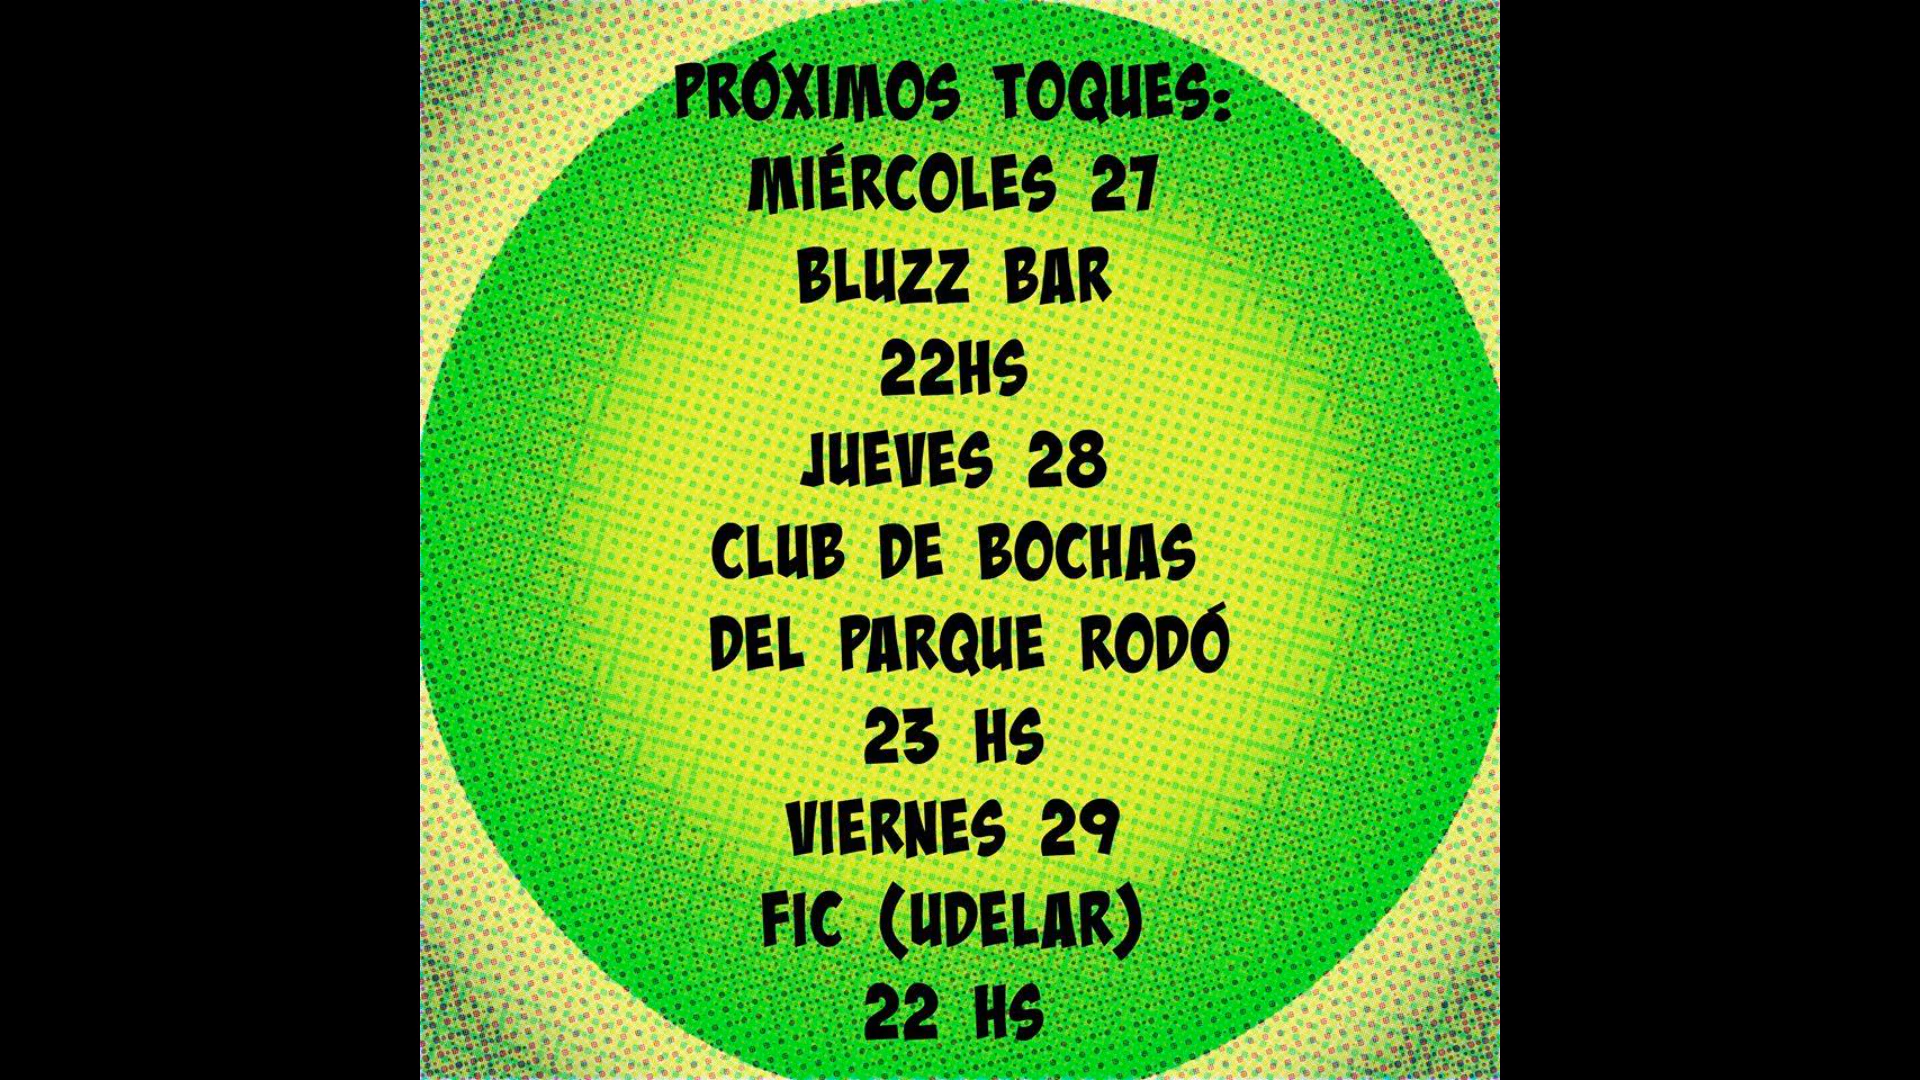 PRÓXIMOS TOQUES:
MIÉRCOLES 27
BLUZZ BAR
22HS
JUEVES 28
CLUB DE BOCHAS
DEL PARQUE RODÓ
23 HS
VIERNES 29
FIC (UDELAR)
22 HS